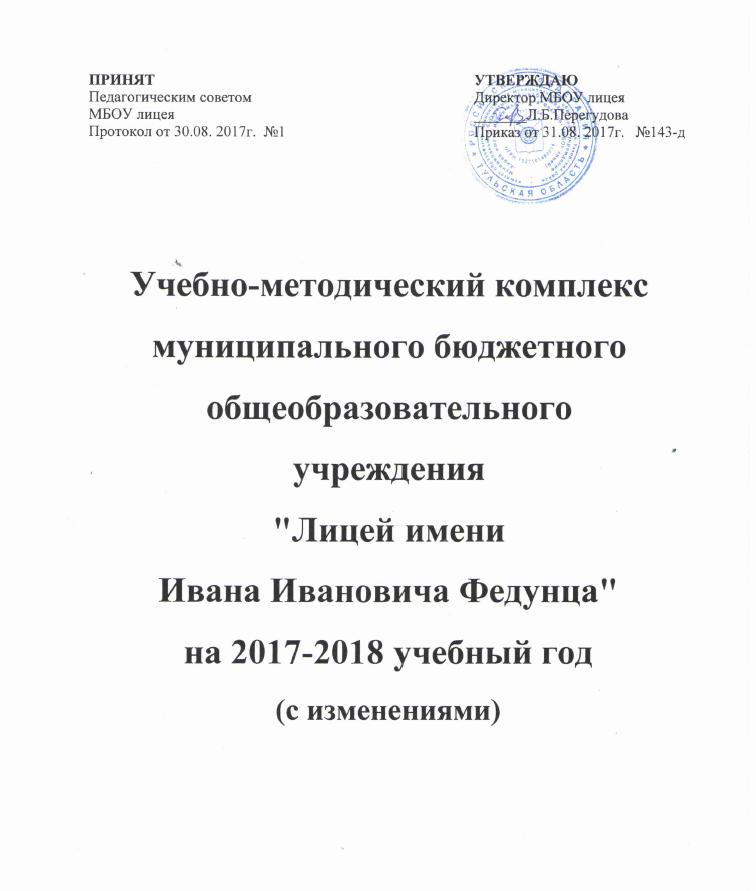 ПРИНЯТ
Педагогическим советом
МБОУ лицея
Протокол от 30.08. 2017г.  №1
УТВЕРЖДАЮ
Директор МБОУ лицея
Л.Б.Перегудова
Приказ от 31.08. 2017г.   №143-д
ТУЛЬСКАЯ ОБЛАСТЬ
Учебно-методический комплекс
муниципального бюджетного
общеобразовательного
учреждения
"Лицей имени
Ивана Ивановича Федунца"
на 2017-2018 учебный год
(с изменениями)